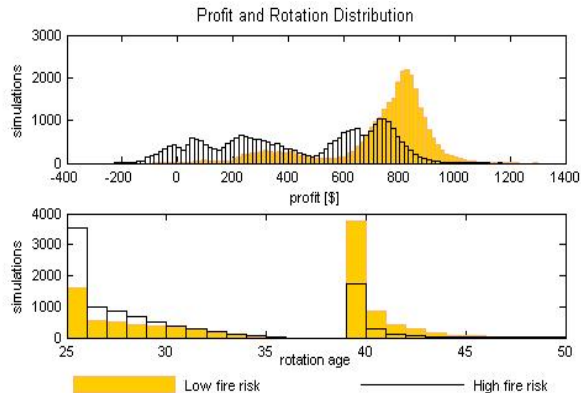 Profit and Rotation Distribution
3000
2000
1000
0
simulations
-400 -200 0 200 400 600 800 1000 1200 1400
profit [$]
4000
3000
2000
1000
0
simulations
25 30 35 40 45 50
rotation age
Low fire risk High fire risk